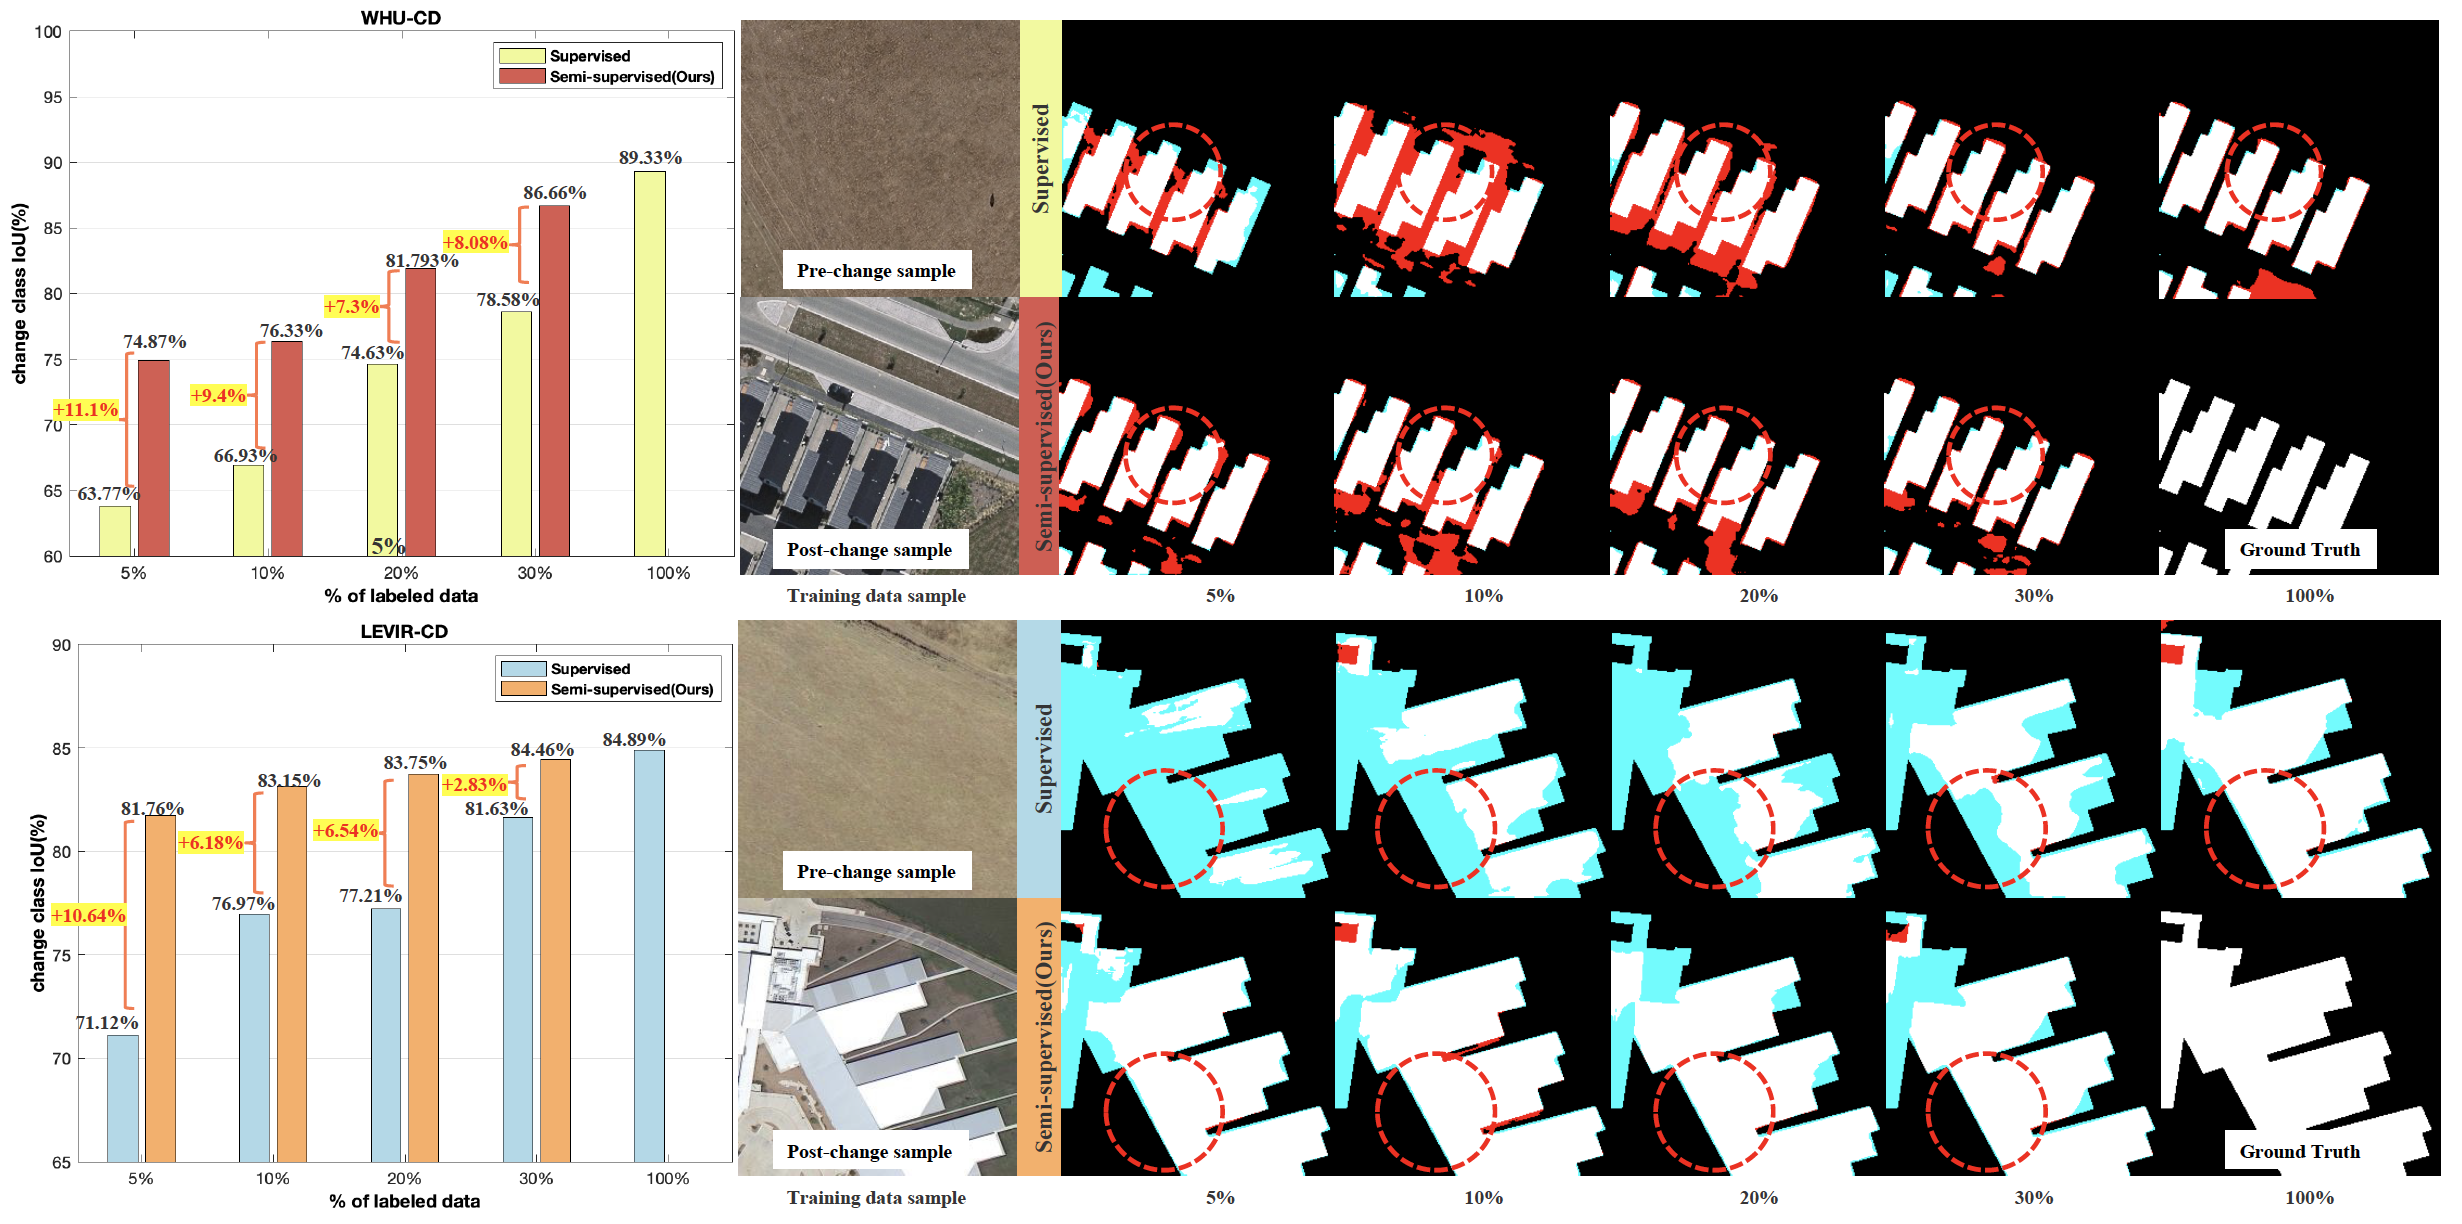 WHU-CD
100
95
90
85
80
75
70
65
60
change class IoU(%)
Supervised
Semi-supervised(Ours)
63.77%
74.87%
+11.1%
66.93%
76.33%
+9.4%
74.63%
81.793%
+7.3%
78.58%
86.66%
+8.08%
89.33%
5%
5%
10%
20%
30%
100%
% of labeled data
Pre-change sample
Post-change sample
Training data sample
Supervised
Semi-supervised(Ours)
Ground Truth
5%
10%
20%
30%
100%
LEVIR-CD
90
85
80
75
70
65
change class IoU(%)
Supervised
Semi-supervised(Ours)
71.12%
81.76%
+10.64%
76.97%
83.15%
+6.18%
77.21%
83.75%
+6.54%
81.63%
84.46%
+2.83%
84.89%
5%
10%
20%
30%
100%
% of labeled data
Pre-change sample
Post-change sample
Training data sample
Supervised
Semi-supervised(Ours)
Ground Truth
5%
10%
20%
30%
100%